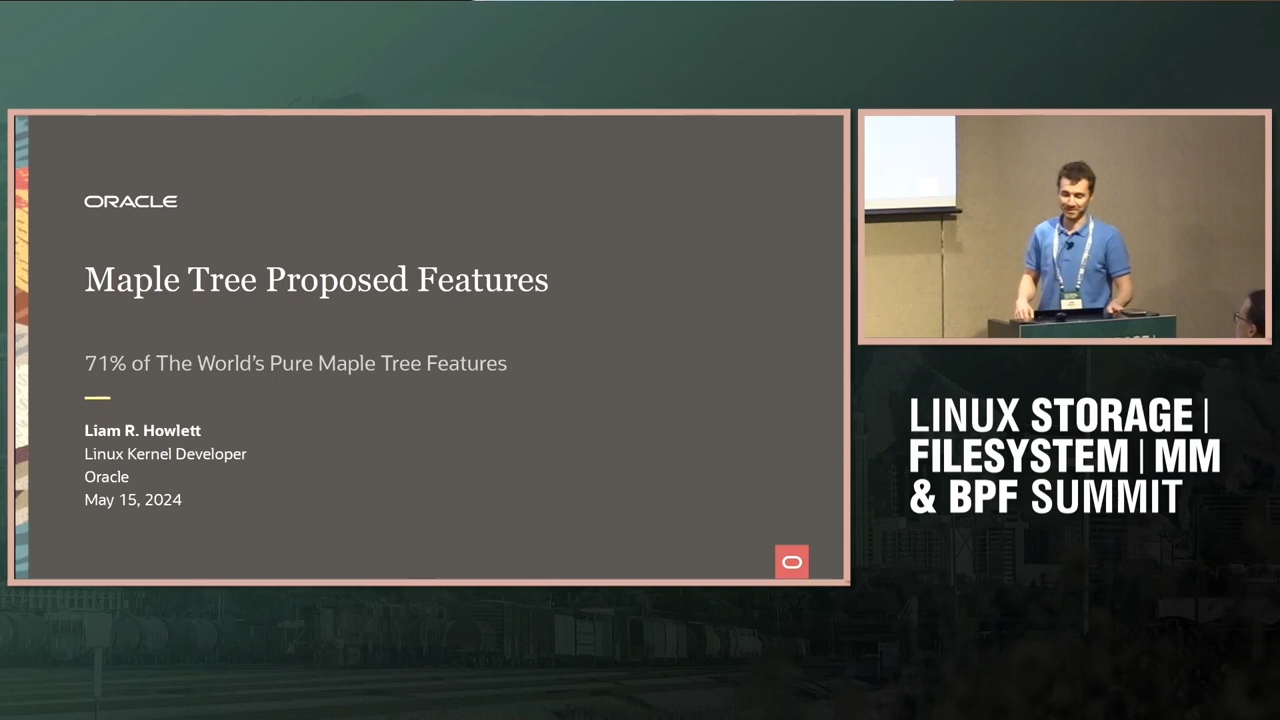 ORACLE
Maple Tree Proposed Features
71% of The World's Pure Maple Tree Features
Liam R. Howlett
Linux Kernel Developer
Oracle
May 15, 2024
LINUX STORAGE |
FILESYSTEM | MM
& BPF SUMMIT